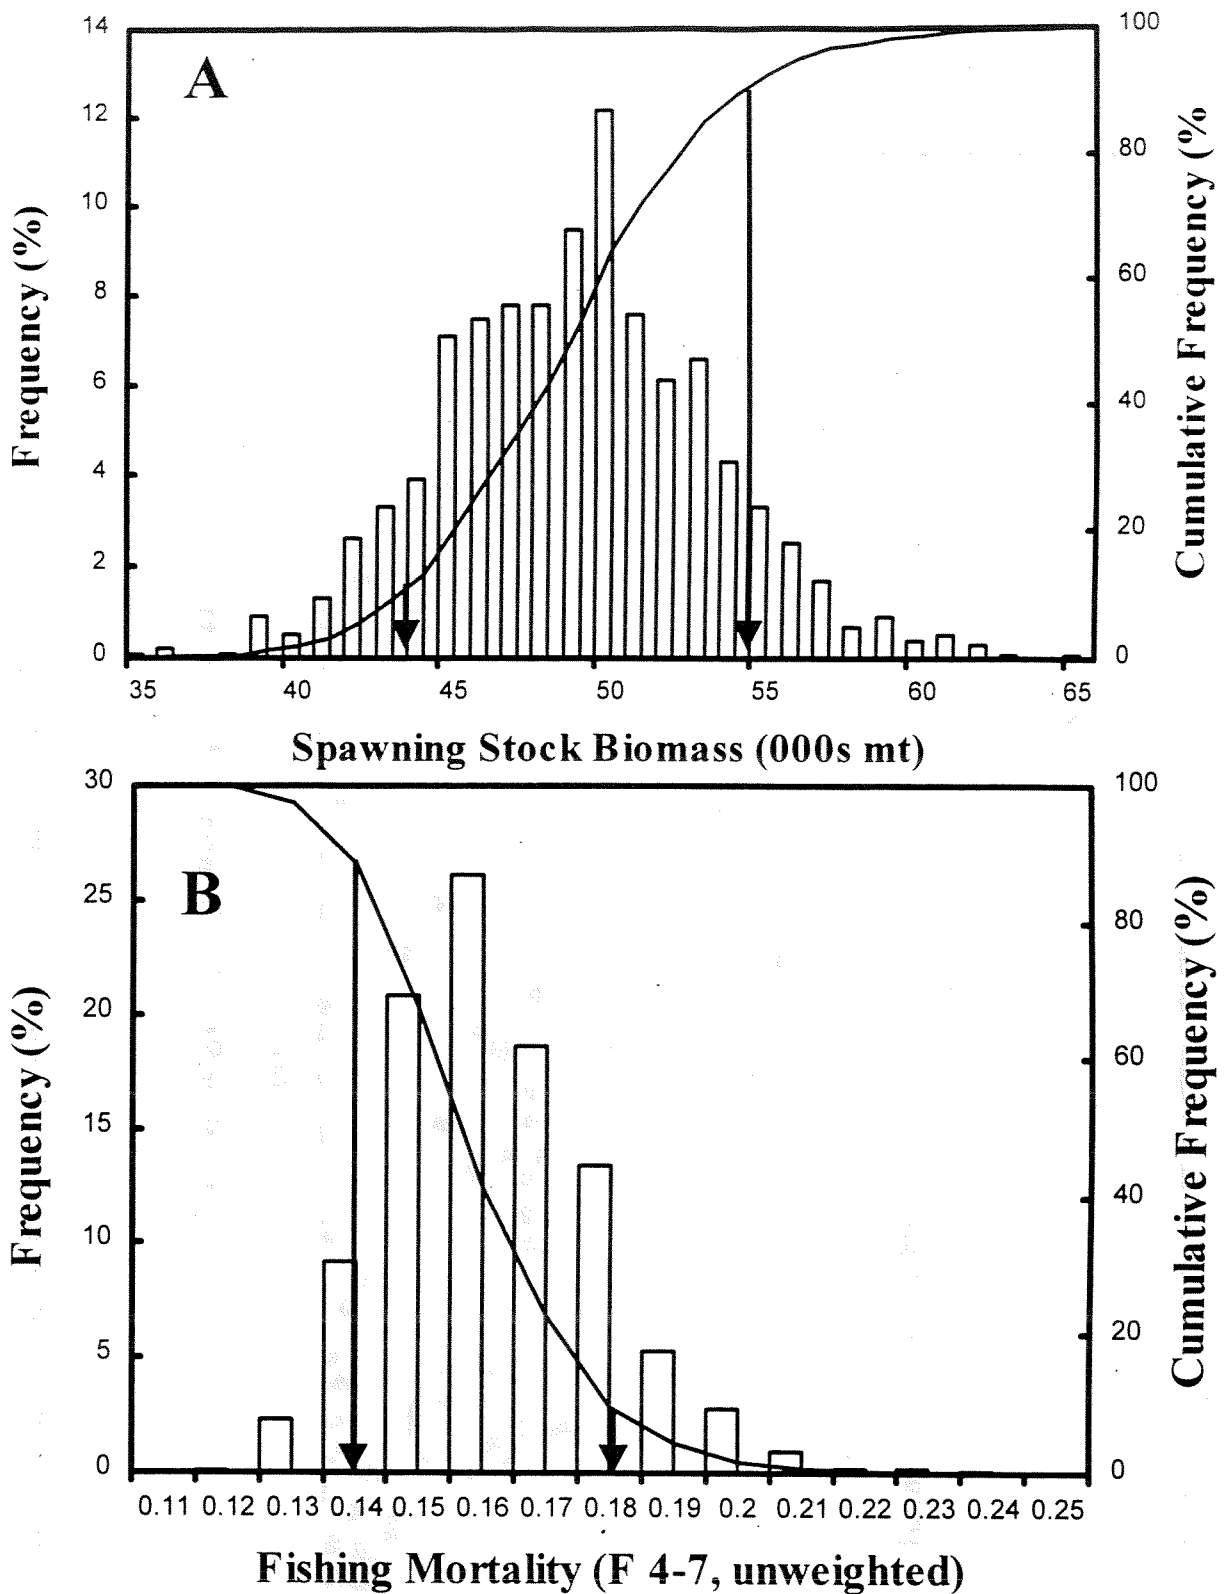 A
Frequency (%)
14
12
10
8
6
4
2
0
100
80
60
40
20
0
Cumulative Frequency (%
35 40 45 50 55 60 65
Spawning Stock Biomass (000s mt)
B
Frequency (%)
30
25
20
15
10
5
0
100
80
60
40
20
0
Cumulative Frequency (%)
0.11 0.12 0.13 0.14 0.15 0.16 0.17 0.18 0.19 0.2 0.21 0.22 0.23 0.24 0.25
Fishing Mortality (F 4-7, unweighted)